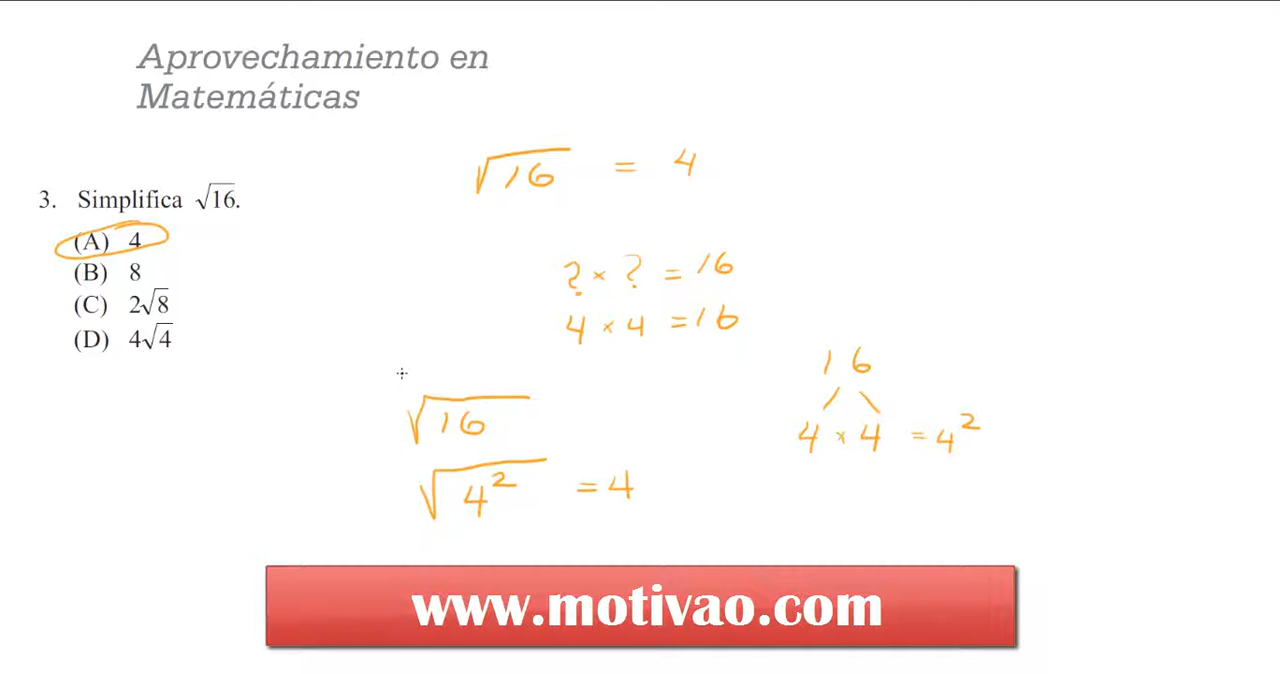 Aprovechamiento en
Matemáticas
√16 = 4
3. Simplifica √16.
(A) 4
(B) 8
(C) 2√8
(D) 4√4
? × ? = 16
4 × 4 = 16
16
4 × 4 = 4²
√16
√4² = 4
www.motivao.com